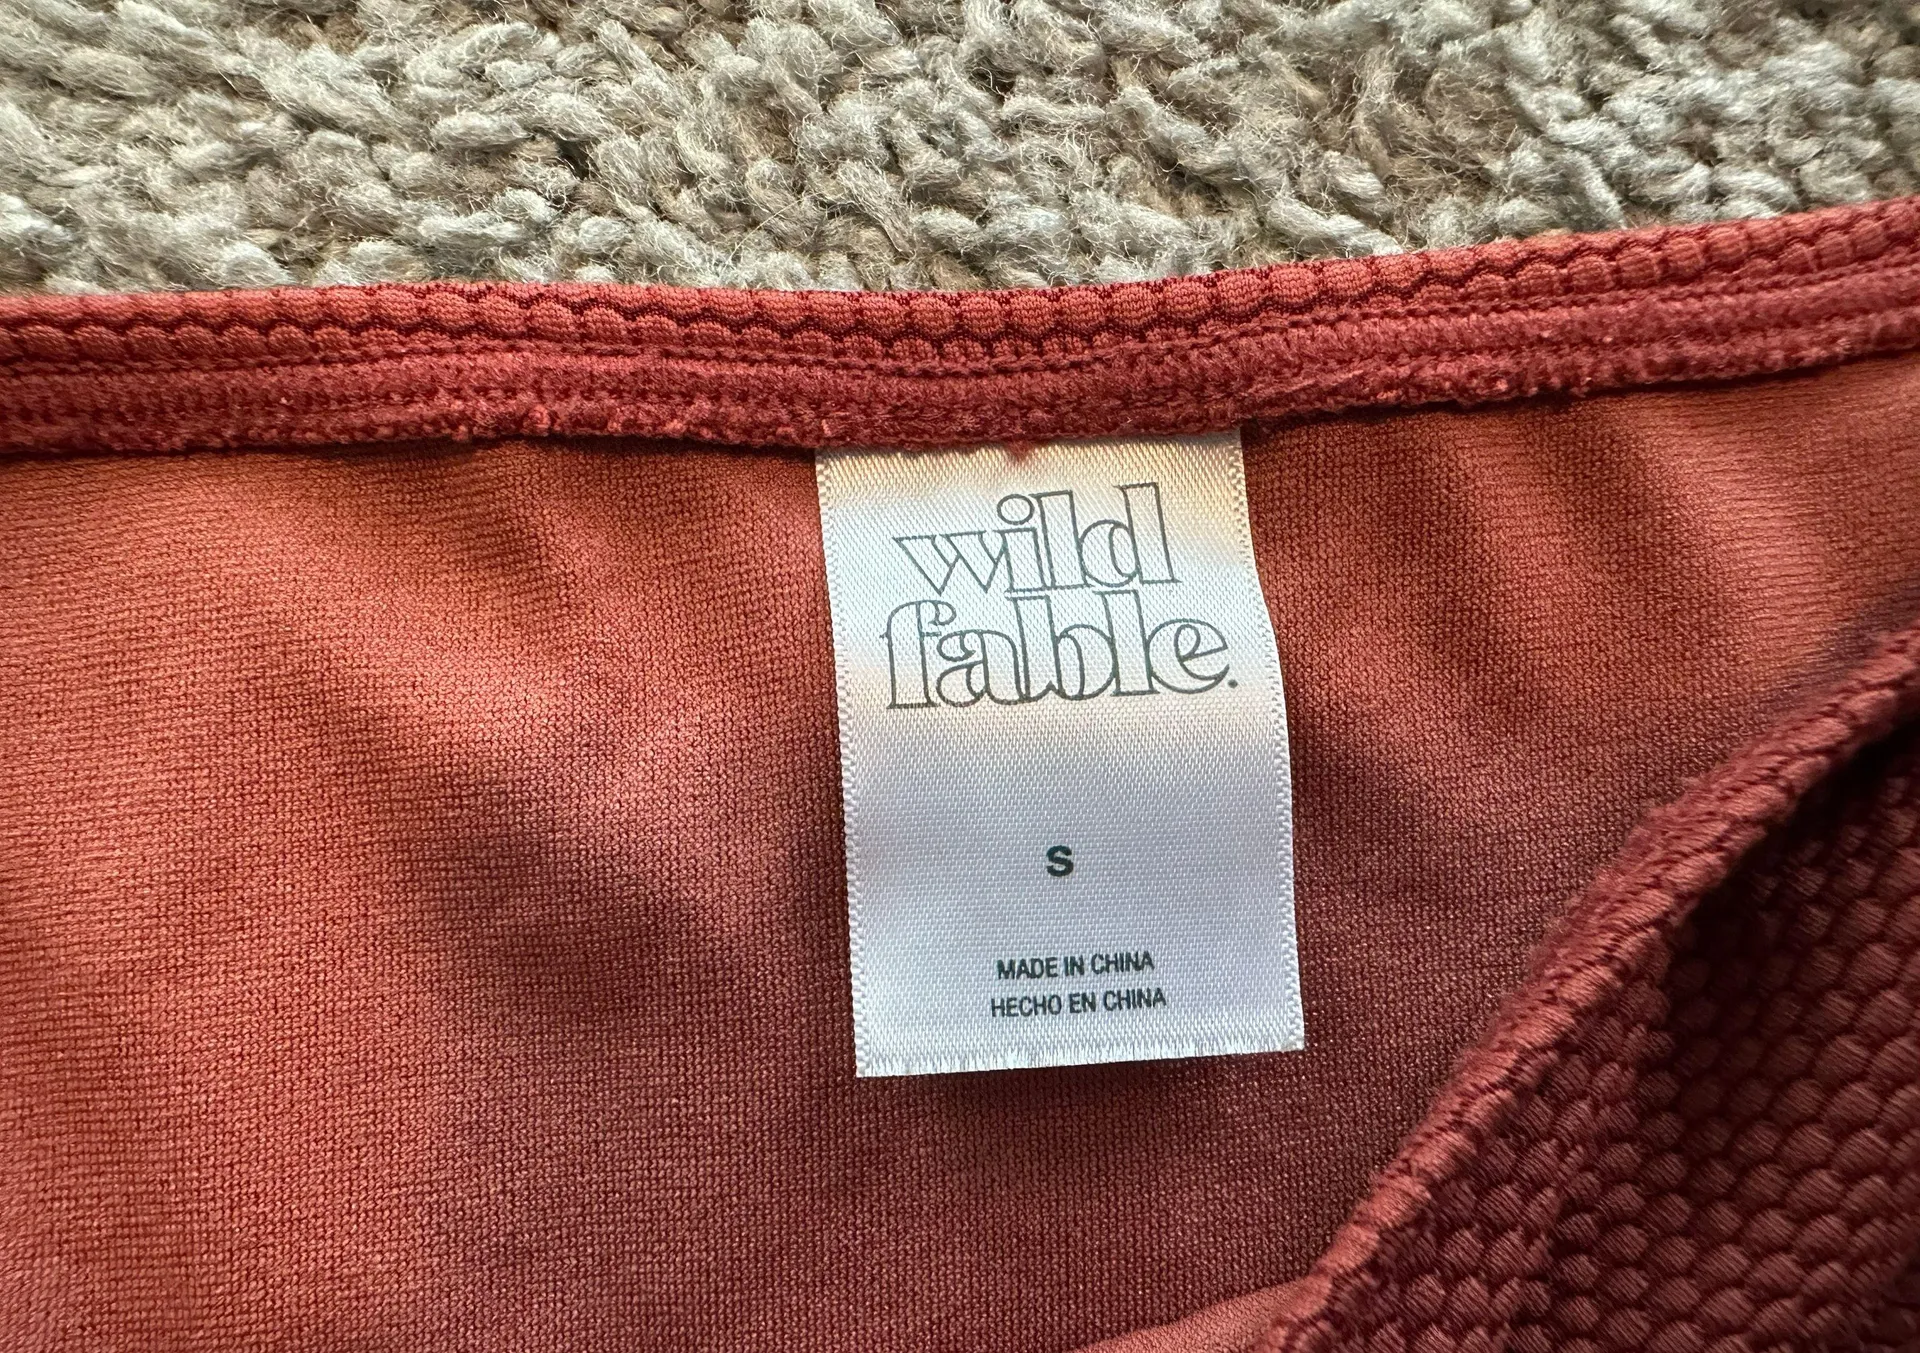 wild
fable.
S
MADE IN CHINA
HECHO EN CHINA